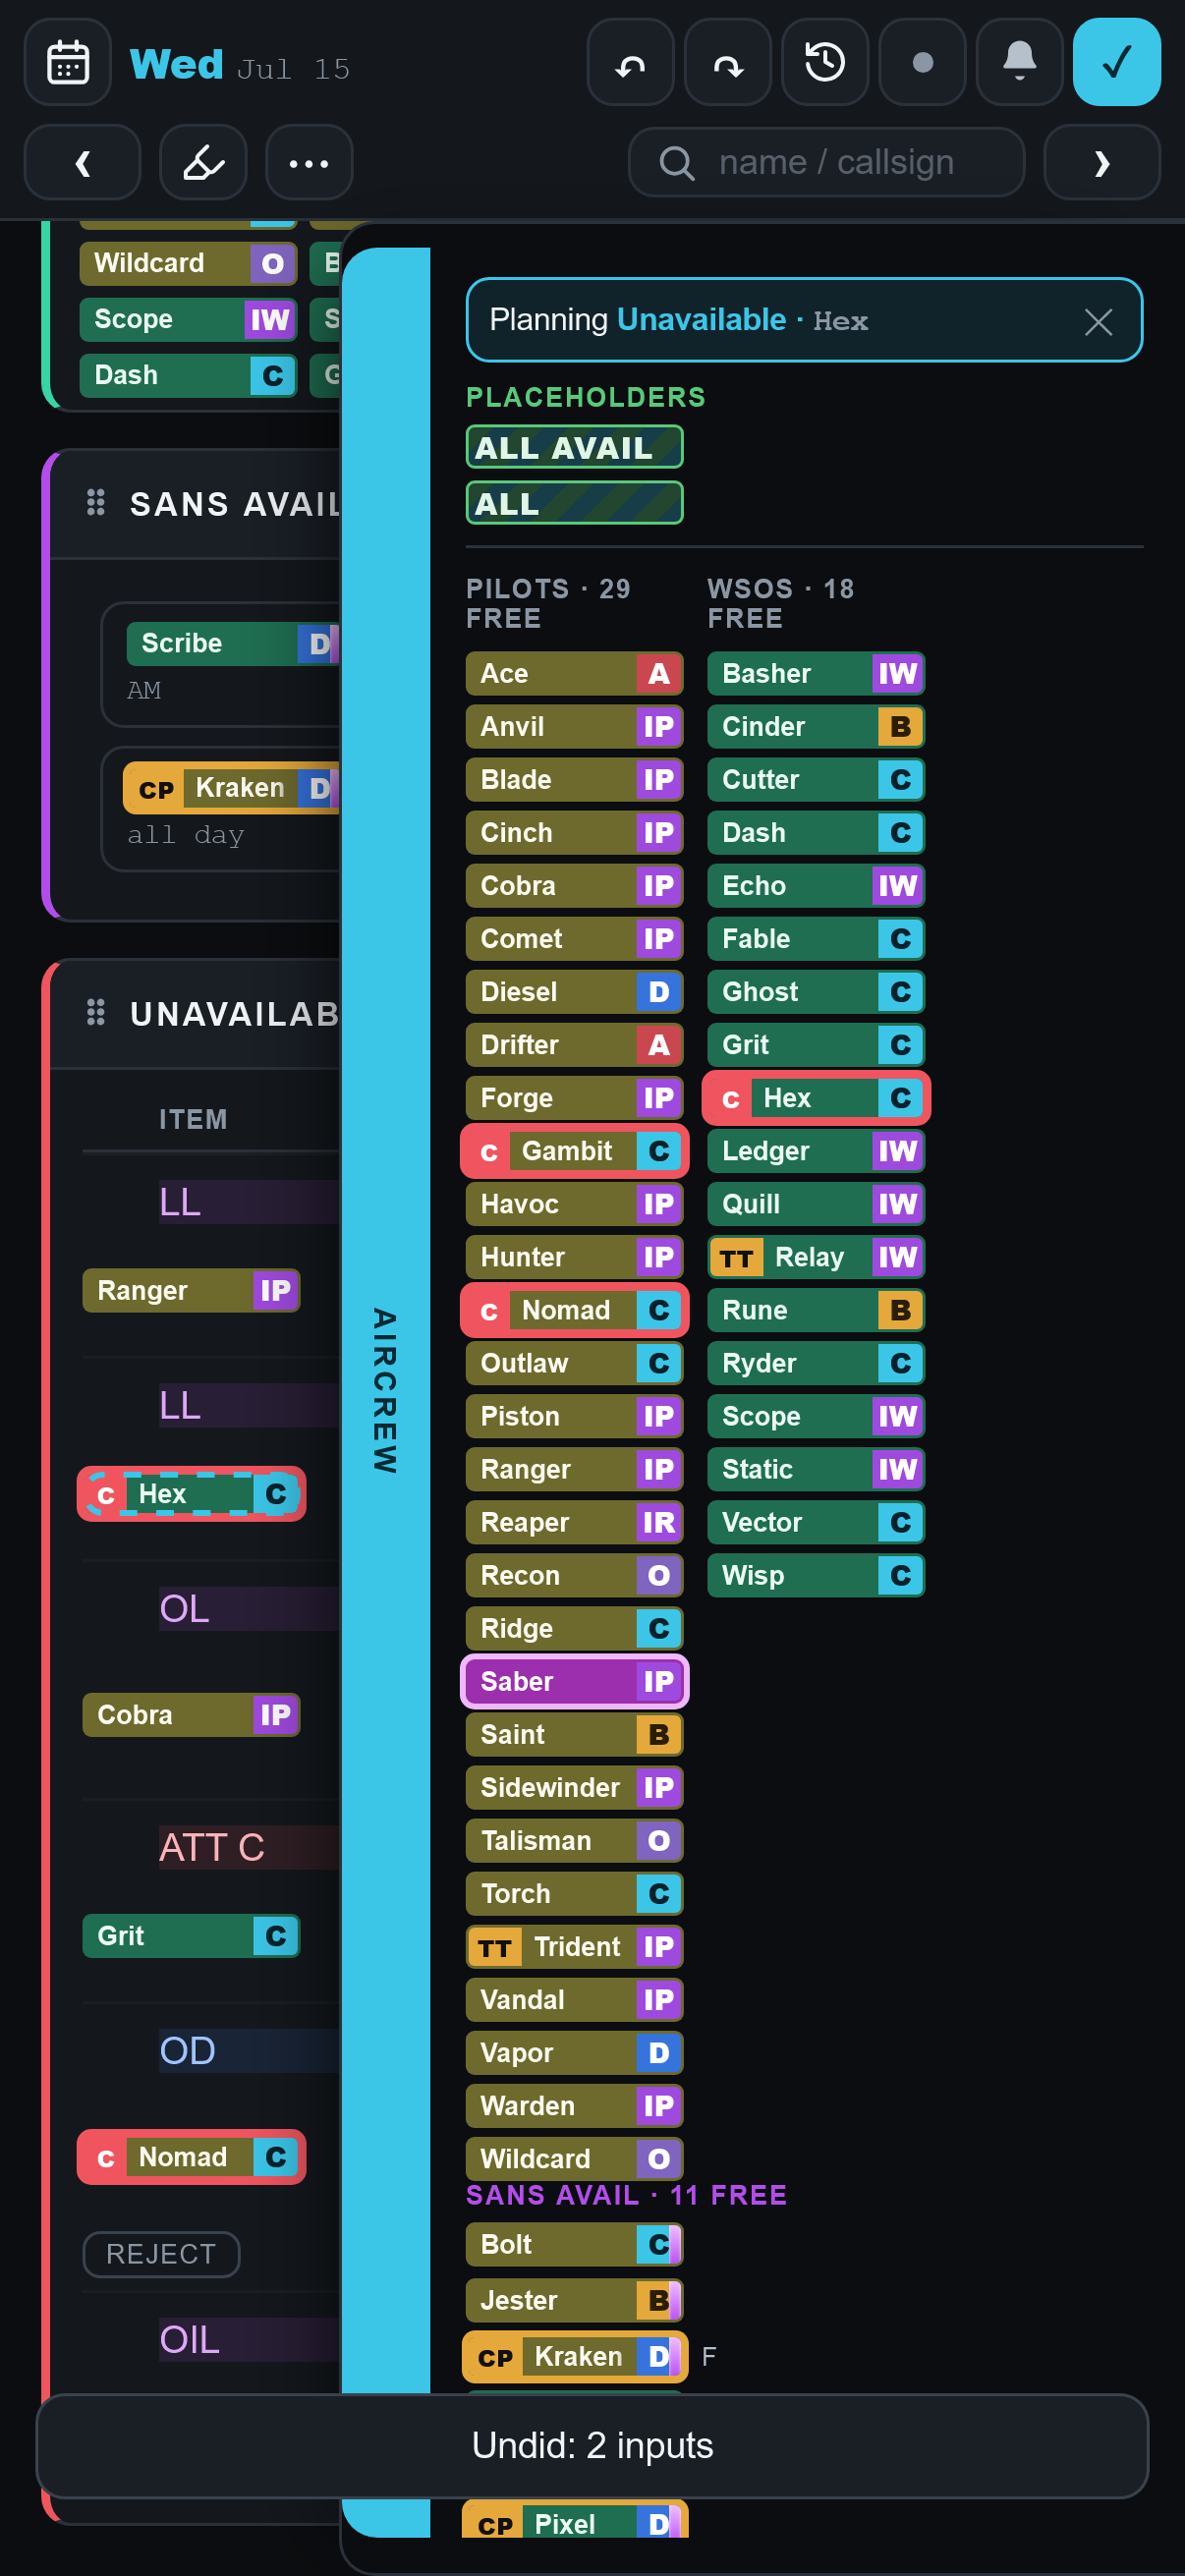 Wed Jul 15
name / callsign
Wildcard O B
Scope IW S
Dash C G
SANS AVAIL
Scribe D
AM
CP Kraken D
all day
UNAVAILAB
ITEM
LL
Ranger IP
LL
C Hex C
OL
Cobra IP
ATT C
Grit C
OD
C Nomad C
REJECT
OIL
AIRCREW
Planning Unavailable · Hex
PLACEHOLDERS
ALL AVAIL
ALL
PILOTS · 29 FREE
Ace A
Anvil IP
Blade IP
Cinch IP
Cobra IP
Comet IP
Diesel D
Drifter A
Forge IP
C Gambit C
Havoc IP
Hunter IP
C Nomad C
Outlaw C
Piston IP
Ranger IP
Reaper IR
Recon O
Ridge C
Saber IP
Saint B
Sidewinder IP
Talisman O
Torch C
TT Trident IP
Vandal IP
Vapor D
Warden IP
Wildcard O
WSOS · 18 FREE
Basher IW
Cinder B
Cutter C
Dash C
Echo IW
Fable C
Ghost C
Grit C
C Hex C
Ledger IW
Quill IW
TT Relay IW
Rune B
Ryder C
Scope IW
Static IW
Vector C
Wisp C
SANS AVAIL · 11 FREE
Bolt C
Jester B
CP Kraken D F
Undid: 2 inputs
CP Pixel D